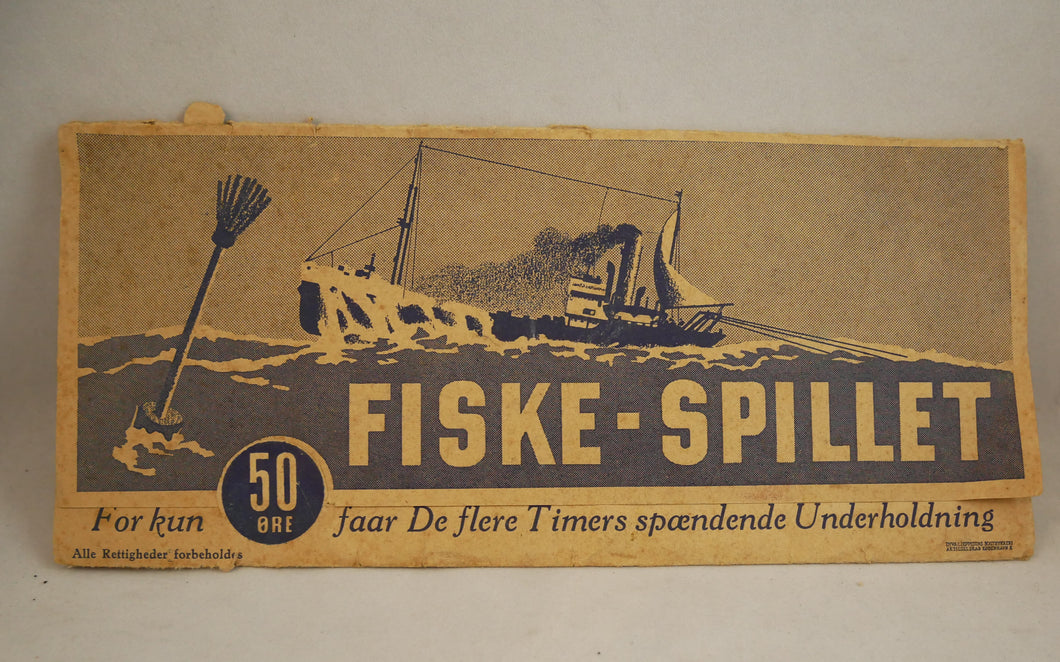 FISKE-SPILLET
For kun 50 ØRE faar De flere Timers spændende Underholdning
Alle Rettigheder forbeholdes